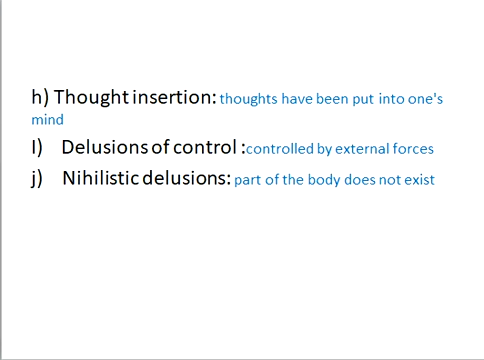 h) Thought insertion: thoughts have been put into one's
mind
I) Delusions of control :controlled by external forces
j) Nihilistic delusions: part of the body does not exist